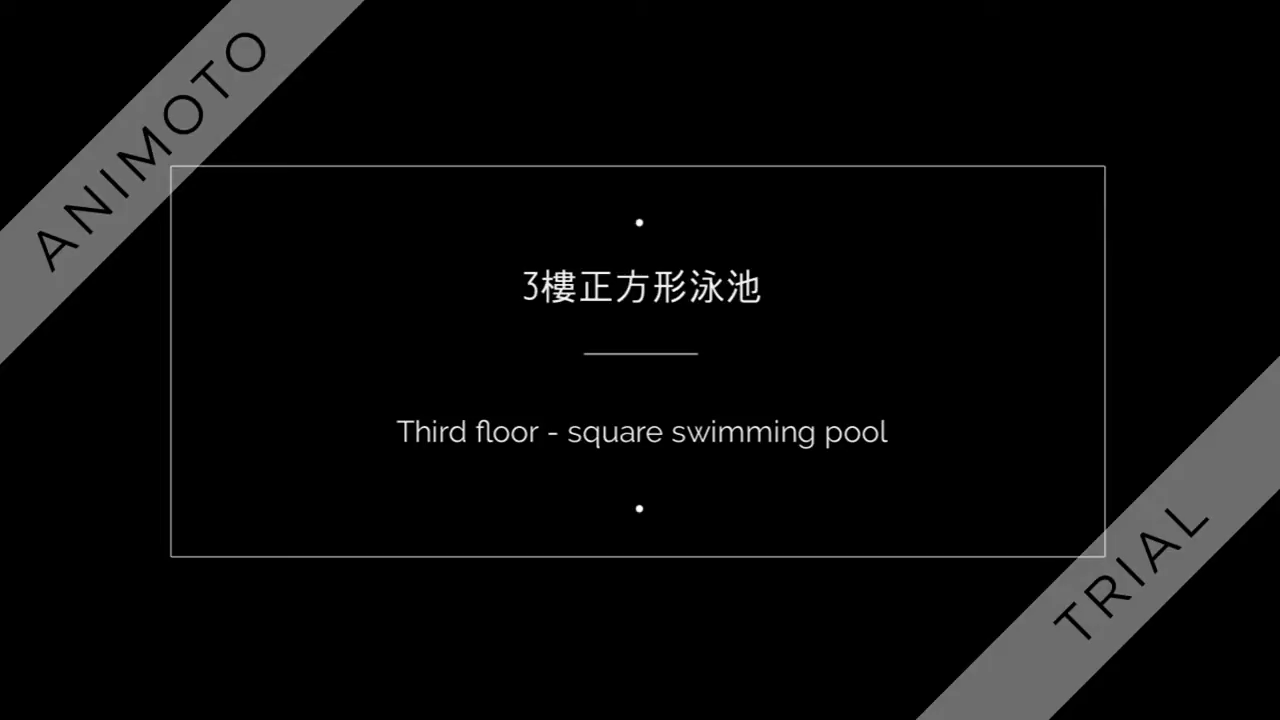 ANIMOTO
3樓正方形泳池
Third floor - square swimming pool
TRIAL